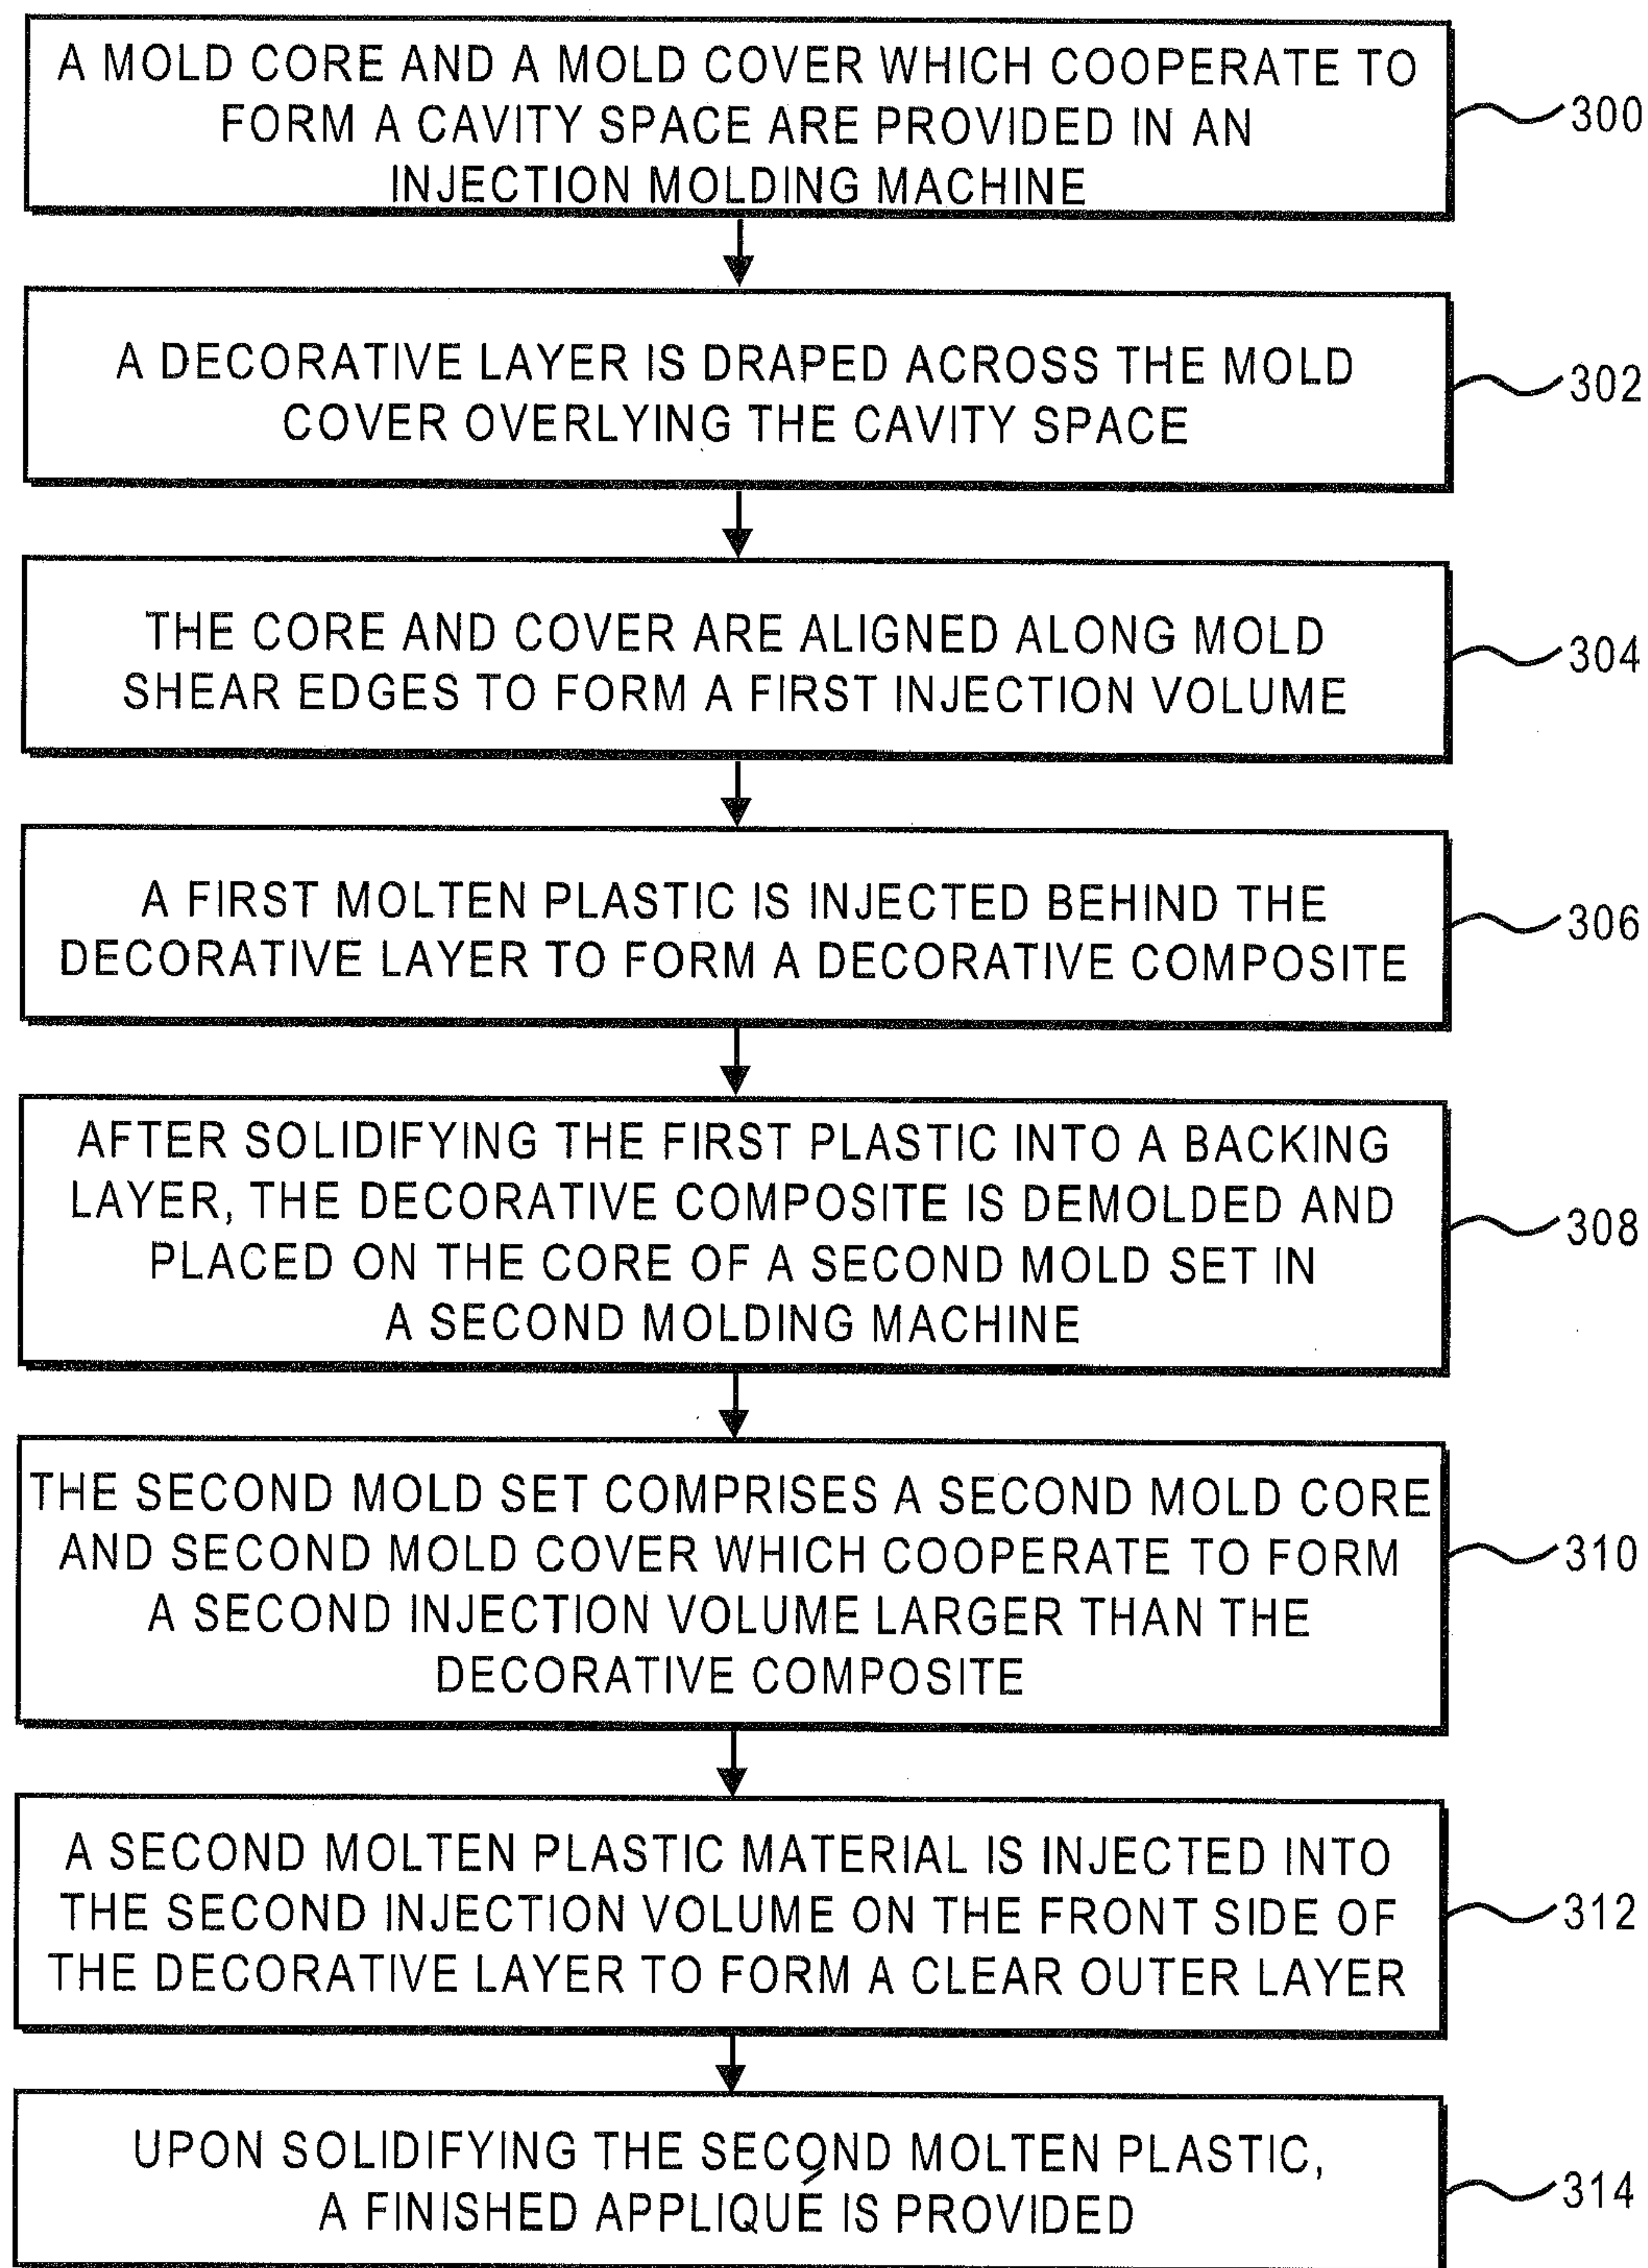 A MOLD CORE AND A MOLD COVER WHICH COOPERATE TO
FORM A CAVITY SPACE ARE PROVIDED IN AN
INJECTION MOLDING MACHINE
300
A DECORATIVE LAYER IS DRAPED ACROSS THE MOLD
COVER OVERLYING THE CAVITY SPACE
302
THE CORE AND COVER ARE ALIGNED ALONG MOLD
SHEAR EDGES TO FORM A FIRST INJECTION VOLUME
304
A FIRST MOLTEN PLASTIC IS INJECTED BEHIND THE
DECORATIVE LAYER TO FORM A DECORATIVE COMPOSITE
306
AFTER SOLIDIFYING THE FIRST PLASTIC INTO A BACKING
LAYER, THE DECORATIVE COMPOSITE IS DEMOLDED AND
PLACED ON THE CORE OF A SECOND MOLD SET IN
A SECOND MOLDING MACHINE
308
THE SECOND MOLD SET COMPRISES A SECOND MOLD CORE
AND SECOND MOLD COVER WHICH COOPERATE TO FORM
A SECOND INJECTION VOLUME LARGER THAN THE
DECORATIVE COMPOSITE
310
A SECOND MOLTEN PLASTIC MATERIAL IS INJECTED INTO
THE SECOND INJECTION VOLUME ON THE FRONT SIDE OF
THE DECORATIVE LAYER TO FORM A CLEAR OUTER LAYER
312
UPON SOLIDIFYING THE SECOND MOLTEN PLASTIC,
A FINISHED APPLIQUÉ IS PROVIDED
314